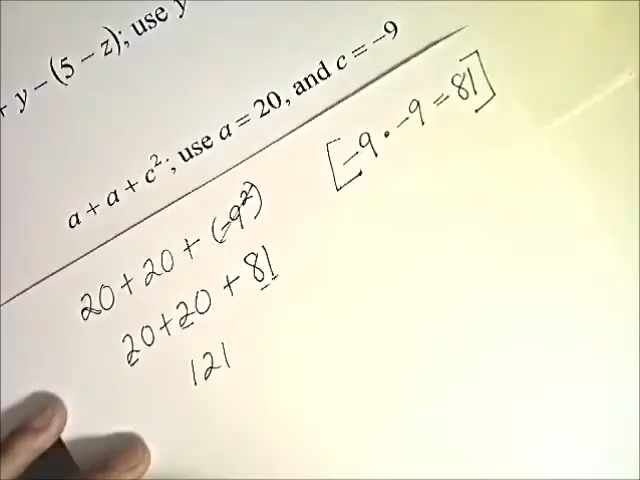 + y − (5 − z); use y
a + a + c²; use a = 20, and c = −9
[−9 · −9 = 81]
20 + 20 + (−9²)
20 + 20 + 81
121